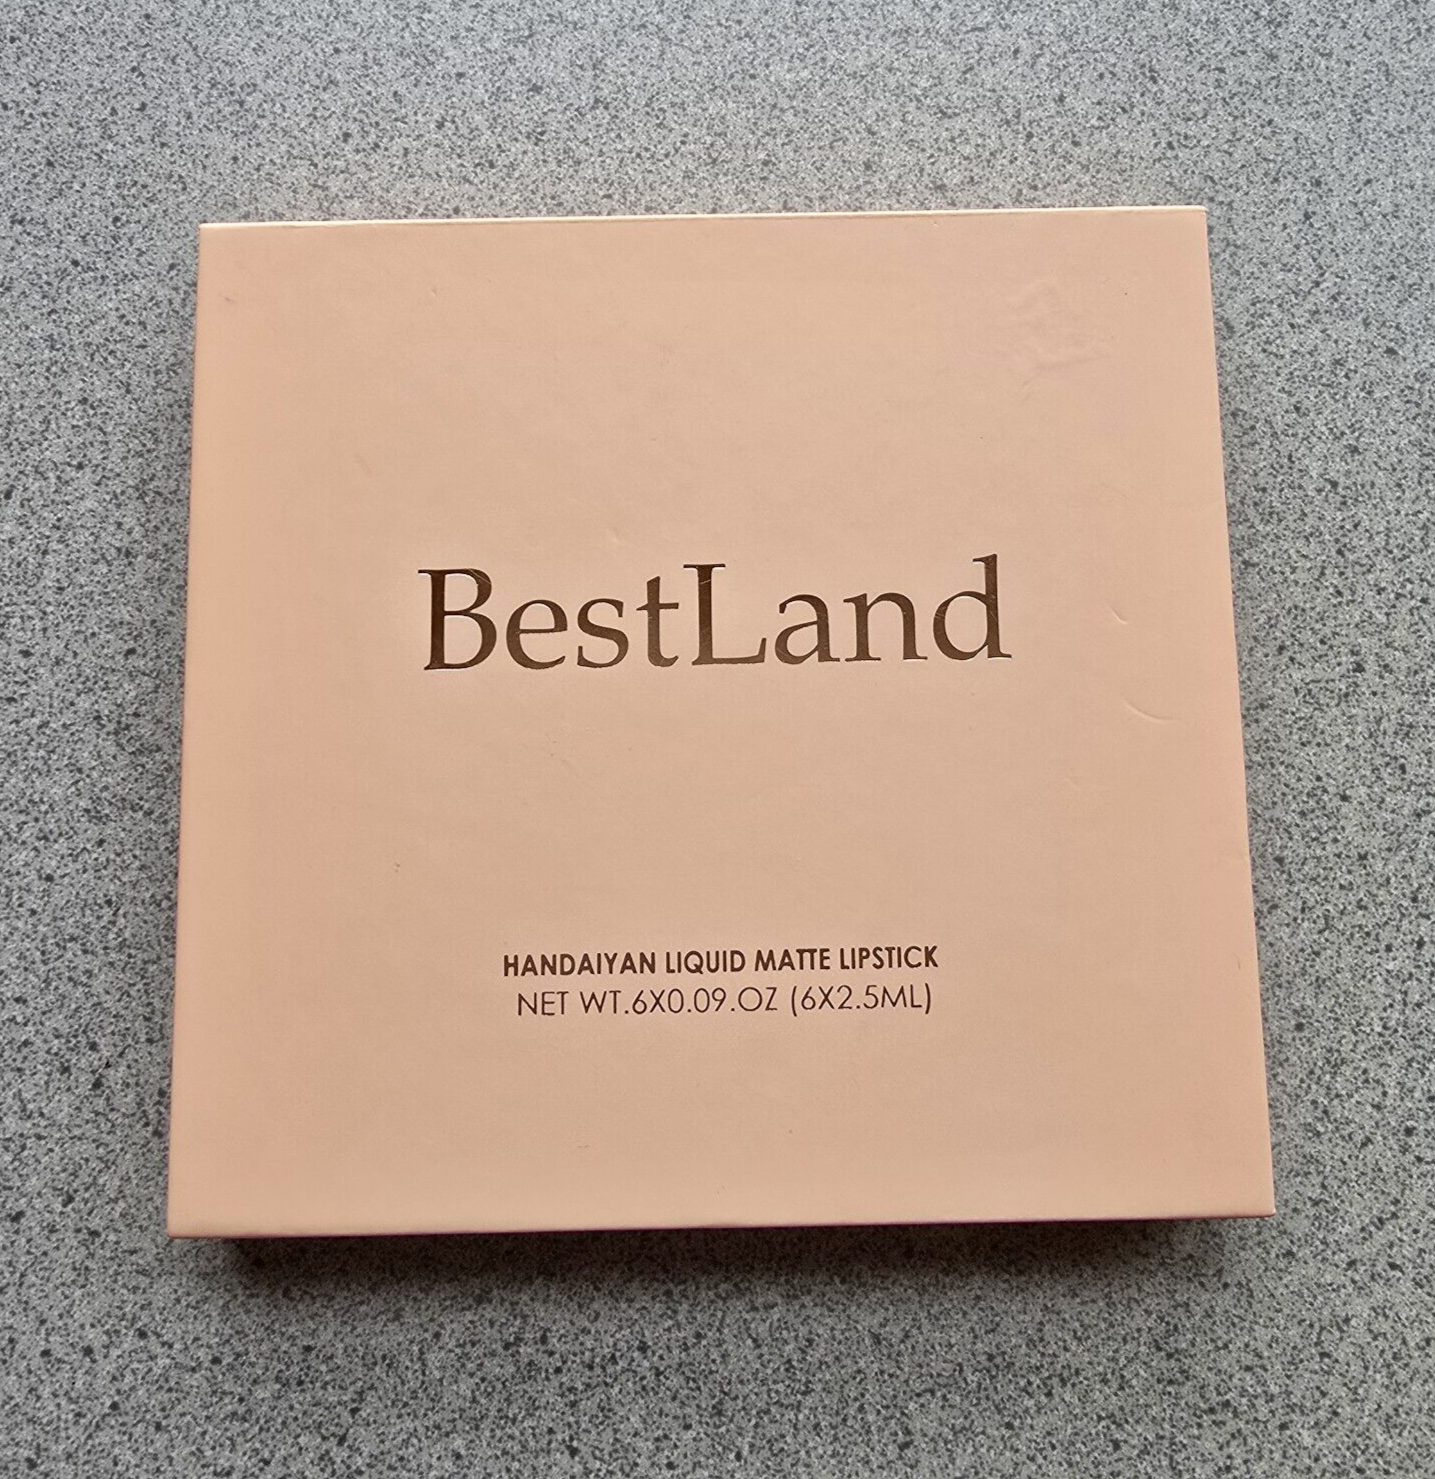 BestLand
HANDAIYAN LIQUID MATTE LIPSTICK
NET WT.6X0.09.OZ (6X2.5ML)